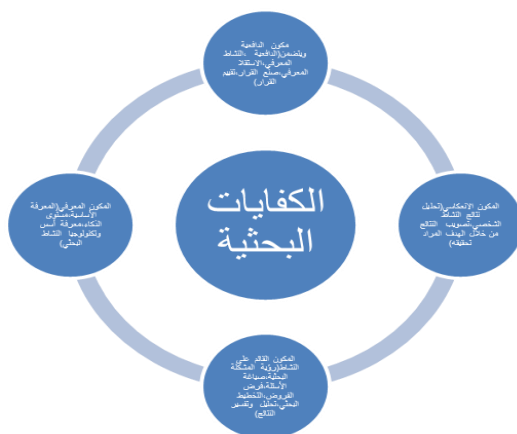 مكون الدافعية
ويتضمن(الدافعية ،النشاط
المعرفي،الاستقلا
المعرفي،صنع القرار،تقييم
القرار)
الكفايات
البحثية
المكون الانعكاسي(تحليل
نتائج النشاط
الشخصي،تصويب النتائج
من خلال الهدف المراد
تحقيقه)
المكون القائم على
النشاط(رؤية المشكلة
البحثية،صياغة
الأسئلة،فرض
الفروض،التخطيط
البحثي،تحليل وتفسير
النتائج)
المكون المعرفي(المعرفة
الأساسية،مستوى
الذكاء،معرفة أسس
وتكنولوجيا النشاط
البحثي)